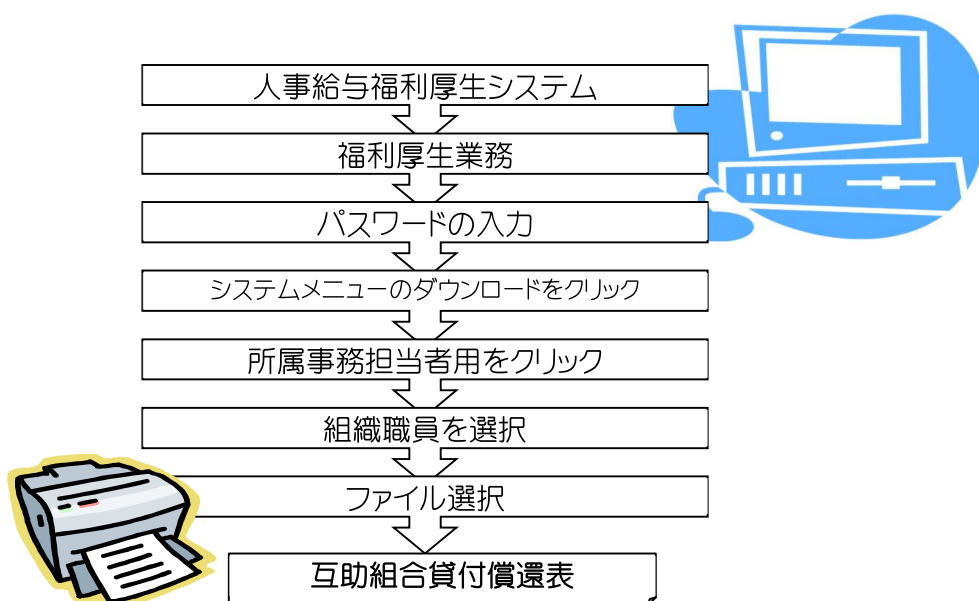 人事給与福利厚生システム
福利厚生業務
パスワードの入力
システムメニューのダウンロードをクリック
所属事務担当者用をクリック
組織職員を選択
ファイル選択
互助組合貸付償還表